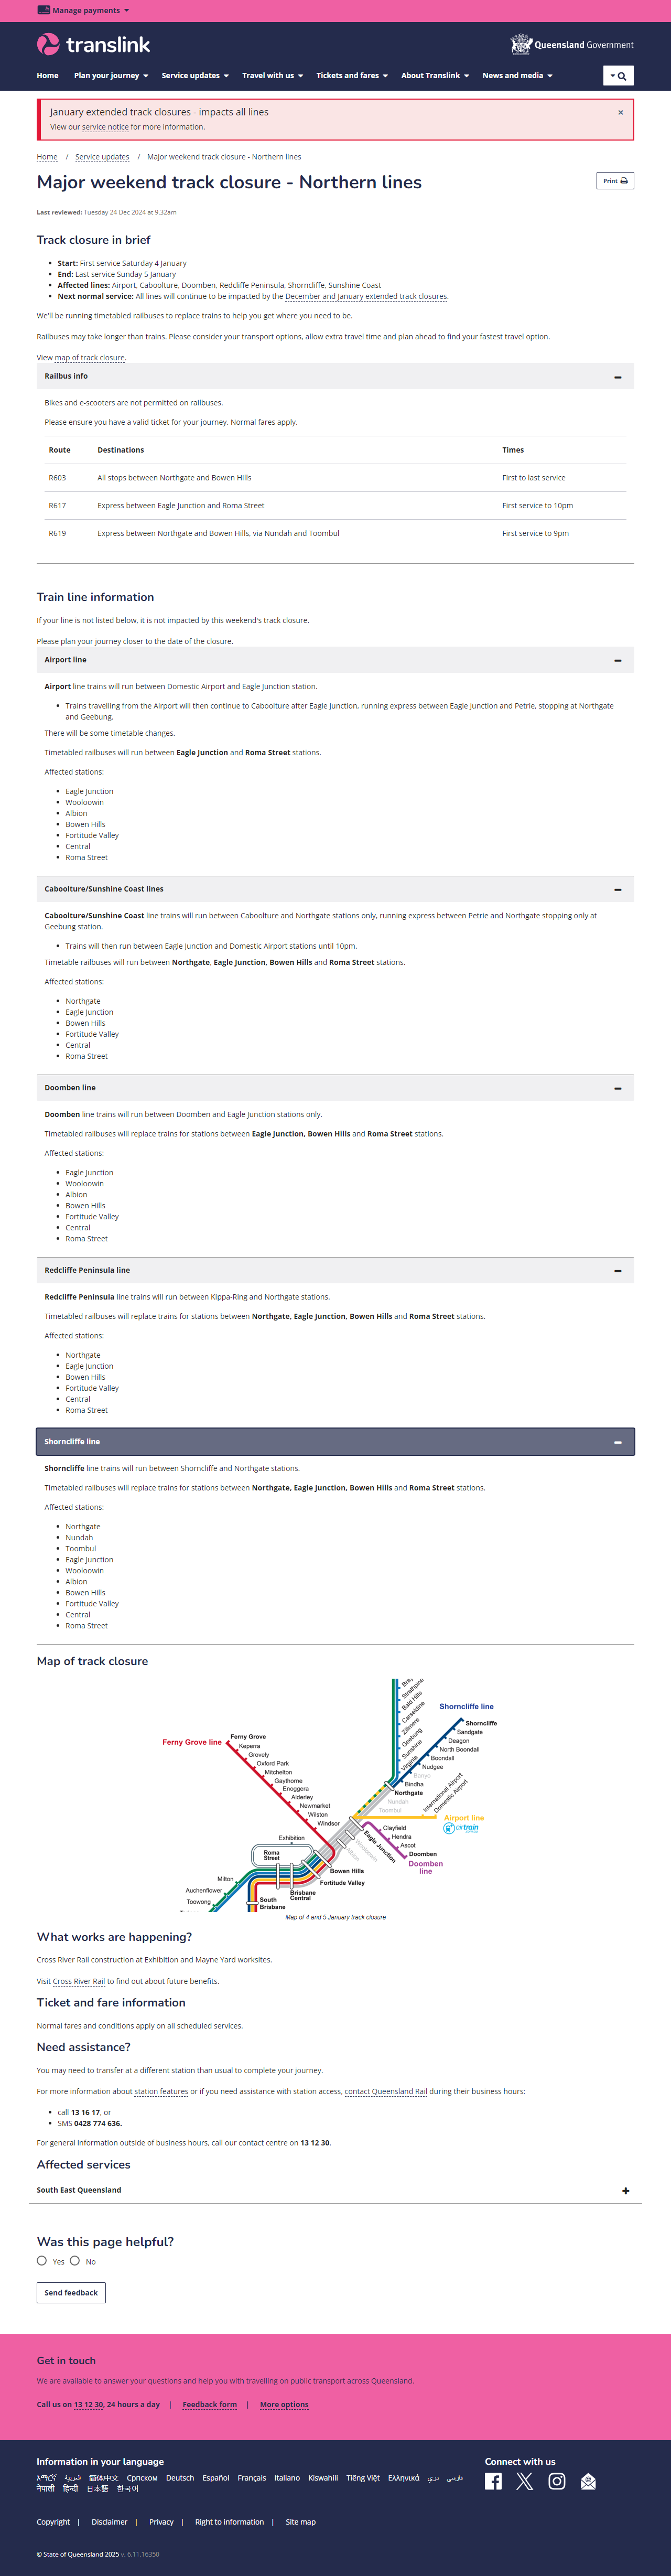 Manage payments
translink
Queensland Government
Home Plan your journey Service updates Travel with us Tickets and fares About Translink News and media
January extended track closures - impacts all lines
×
View our service notice for more information.
Home / Service updates / Major weekend track closure - Northern lines
Major weekend track closure - Northern lines
Print
Last reviewed: Tuesday 24 Dec 2024 at 9.32am
Track closure in brief
• Start: First service Saturday 4 January
• End: Last service Sunday 5 January
• Affected lines: Airport, Caboolture, Doomben, Redcliffe Peninsula, Shorncliffe, Sunshine Coast
• Next normal service: All lines will continue to be impacted by the December and January extended track closures.
We'll be running timetabled railbuses to replace trains to help you get where you need to be.
Railbuses may take longer than trains. Please consider your transport options, allow extra travel time and plan ahead to find your fastest travel option.
View map of track closure.
Railbus info
Bikes and e-scooters are not permitted on railbuses.
Please ensure you have a valid ticket for your journey. Normal fares apply.
Route Destinations Times
R603 All stops between Northgate and Bowen Hills First to last service
R617 Express between Eagle Junction and Roma Street First service to 10pm
R619 Express between Northgate and Bowen Hills, via Nundah and Toombul First service to 9pm
Train line information
If your line is not listed below, it is not impacted by this weekend's track closure.
Please plan your journey closer to the date of the closure.
Airport line
Airport line trains will run between Domestic Airport and Eagle Junction station.
• Trains travelling from the Airport will then continue to Caboolture after Eagle Junction, running express between Eagle Junction and Petrie, stopping at Northgate
and Geebung.
There will be some timetable changes.
Timetabled railbuses will run between Eagle Junction and Roma Street stations.
Affected stations:
• Eagle Junction
• Wooloowin
• Albion
• Bowen Hills
• Fortitude Valley
• Central
• Roma Street
Caboolture/Sunshine Coast lines
Caboolture/Sunshine Coast line trains will run between Caboolture and Northgate stations only, running express between Petrie and Northgate stopping only at
Geebung station.
• Trains will then run between Eagle Junction and Domestic Airport stations until 10pm.
Timetable railbuses will run between Northgate, Eagle Junction, Bowen Hills and Roma Street stations.
Affected stations:
• Northgate
• Eagle Junction
• Bowen Hills
• Fortitude Valley
• Central
• Roma Street
Doomben line
Doomben line trains will run between Doomben and Eagle Junction stations only.
Timetabled railbuses will replace trains for stations between Eagle Junction, Bowen Hills and Roma Street stations.
Affected stations:
• Eagle Junction
• Wooloowin
• Albion
• Bowen Hills
• Fortitude Valley
• Central
• Roma Street
Redcliffe Peninsula line
Redcliffe Peninsula line trains will run between Kippa-Ring and Northgate stations.
Timetabled railbuses will replace trains for stations between Northgate, Eagle Junction, Bowen Hills and Roma Street stations.
Affected stations:
• Northgate
• Eagle Junction
• Bowen Hills
• Fortitude Valley
• Central
• Roma Street
Shorncliffe line
Shorncliffe line trains will run between Shorncliffe and Northgate stations.
Timetabled railbuses will replace trains for stations between Northgate, Eagle Junction, Bowen Hills and Roma Street stations.
Affected stations:
• Northgate
• Nundah
• Toombul
• Eagle Junction
• Wooloowin
• Albion
• Bowen Hills
• Fortitude Valley
• Central
• Roma Street
Map of track closure
Strathpine
Bald Hills
Carseldine
Zillmere
Geebung
Sunshine
Virginia
Banyo
Bindha
Northgate
Nundah
Toombul
Shorncliffe line
Shorncliffe
Sandgate
Deagon
North Boondall
Boondall
Nudgee
International Airport
Domestic Airport
Airport line
airtrain
Ferny Grove line
Ferny Grove
Keperra
Grovely
Oxford Park
Mitchelton
Gaythorne
Enoggera
Alderley
Newmarket
Wilston
Windsor
Eagle Junction
Clayfield
Hendra
Ascot
Doomben
Doomben
line
Exhibition
Roma
Street
Bowen Hills
Fortitude Valley
Brisbane
Central
South
Brisbane
Milton
Auchenflower
Toowong
Map of 4 and 5 January track closure
What works are happening?
Cross River Rail construction at Exhibition and Mayne Yard worksites.
Visit Cross River Rail to find out about future benefits.
Ticket and fare information
Normal fares and conditions apply on all scheduled services.
Need assistance?
You may need to transfer at a different station than usual to complete your journey.
For more information about station features or if you need assistance with station access, contact Queensland Rail during their business hours:
• call 13 16 17, or
• SMS 0428 774 636.
For general information outside of business hours, call our contact centre on 13 12 30.
Affected services
South East Queensland
Was this page helpful?
Yes No
Send feedback
Get in touch
We are available to answer your questions and help you with travelling on public transport across Queensland.
Call us on 13 12 30, 24 hours a day | Feedback form | More options
Information in your language
Connect with us
አማርኛ العربية 简体中文 Српском Deutsch Español Français Italiano Kiswahili Tiếng Việt Ελληνικά دری فارسی
नेपाली हिन्दी 日本語 한국어
Copyright | Disclaimer | Privacy | Right to information | Site map
© State of Queensland 2025 v. 6.11.16350